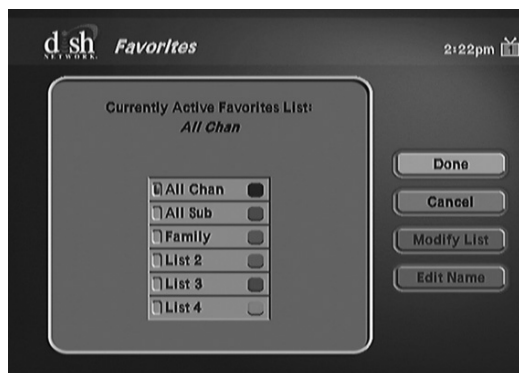 dish
NETWORK
Favorites
2:22pm
1
Currently Active Favorites List:
All Chan
All Chan
All Sub
Family
List 2
List 3
List 4
Done
Cancel
Modify List
Edit Name